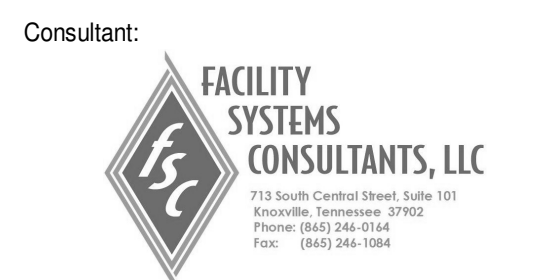 Consultant:
FACILITY
SYSTEMS
CONSULTANTS, LLC
fsc
713 South Central Street, Suite 101
Knoxville, Tennessee 37902
Phone: (865) 246-0164
Fax: (865) 246-1084